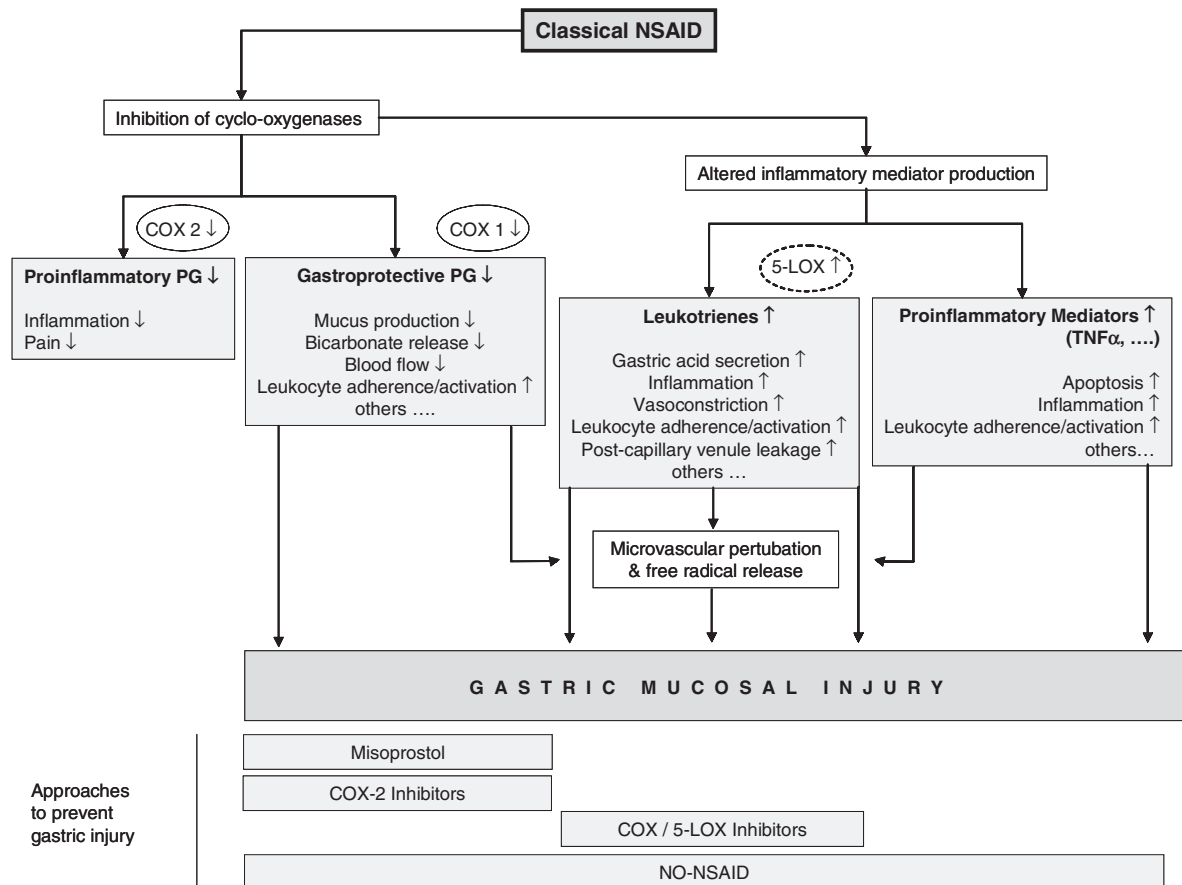 Classical NSAID
Inhibition of cyclo-oxygenases
Altered inflammatory mediator production
COX 2 ↓
COX 1 ↓
5-LOX ↑
Proinflammatory PG ↓
Inflammation ↓
Pain ↓
Gastroprotective PG ↓
Mucus production ↓
Bicarbonate release ↓
Blood flow ↓
Leukocyte adherence/activation ↑
others ....
Leukotrienes ↑
Gastric acid secretion ↑
Inflammation ↑
Vasoconstriction ↑
Leukocyte adherence/activation ↑
Post-capillary venule leakage ↑
others ...
Proinflammatory Mediators ↑
(TNFα, ....)
Apoptosis ↑
Inflammation ↑
Leukocyte adherence/activation ↑
others...
Microvascular pertubation
& free radical release
GASTRIC MUCOSAL INJURY
Approaches
to prevent
gastric injury
Misoprostol
COX-2 Inhibitors
COX / 5-LOX Inhibitors
NO-NSAID